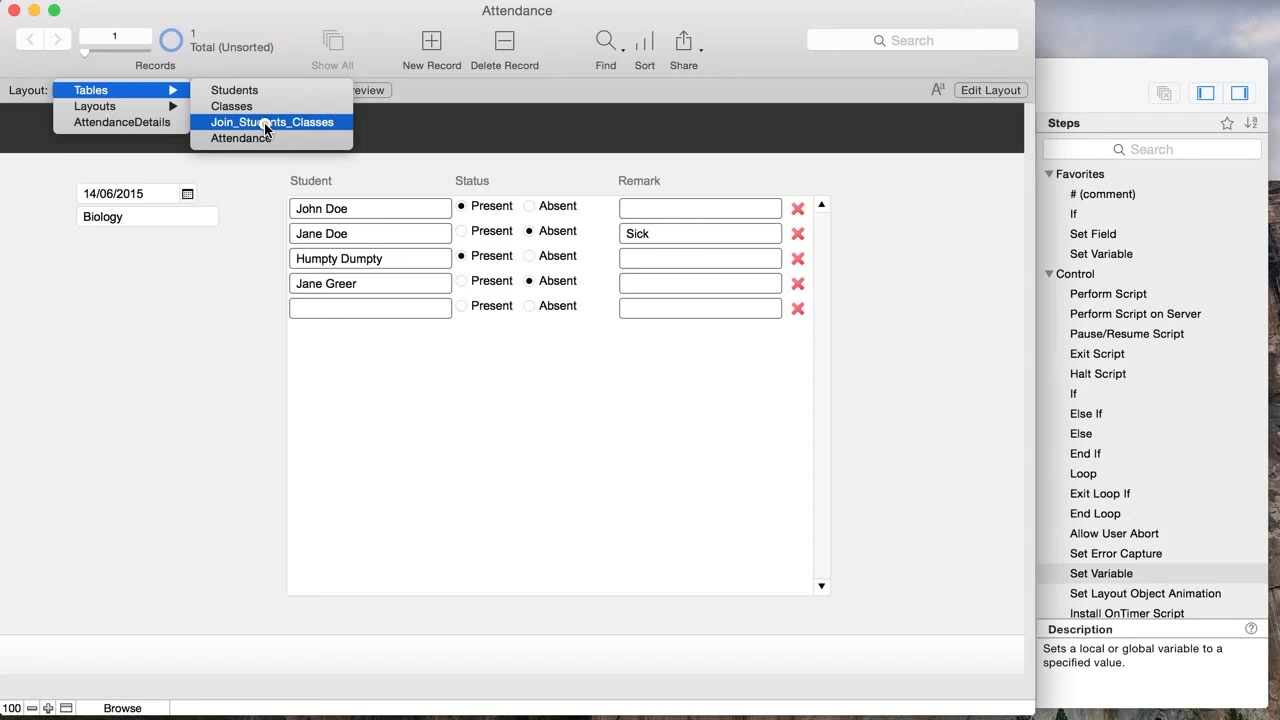 Attendance
1
1
Total (Unsorted)
Search
Records
Show All
New Record
Delete Record
Find
Sort
Share
Layout:
Tables
Layouts
AttendanceDetails
Students
Classes
Join_Students_Classes
Attendance
review
Aa
Edit Layout
14/06/2015
Biology
Student Status Remark
John Doe Present Absent
Jane Doe Present Absent Sick
Humpty Dumpty Present Absent
Jane Greer Present Absent
Present Absent
100
Browse
Steps
Search
Favorites
# (comment)
If
Set Field
Set Variable
Control
Perform Script
Perform Script on Server
Pause/Resume Script
Exit Script
Halt Script
If
Else If
Else
End If
Loop
Exit Loop If
End Loop
Allow User Abort
Set Error Capture
Set Variable
Set Layout Object Animation
Install OnTimer Script
Description
Sets a local or global variable to a
specified value.